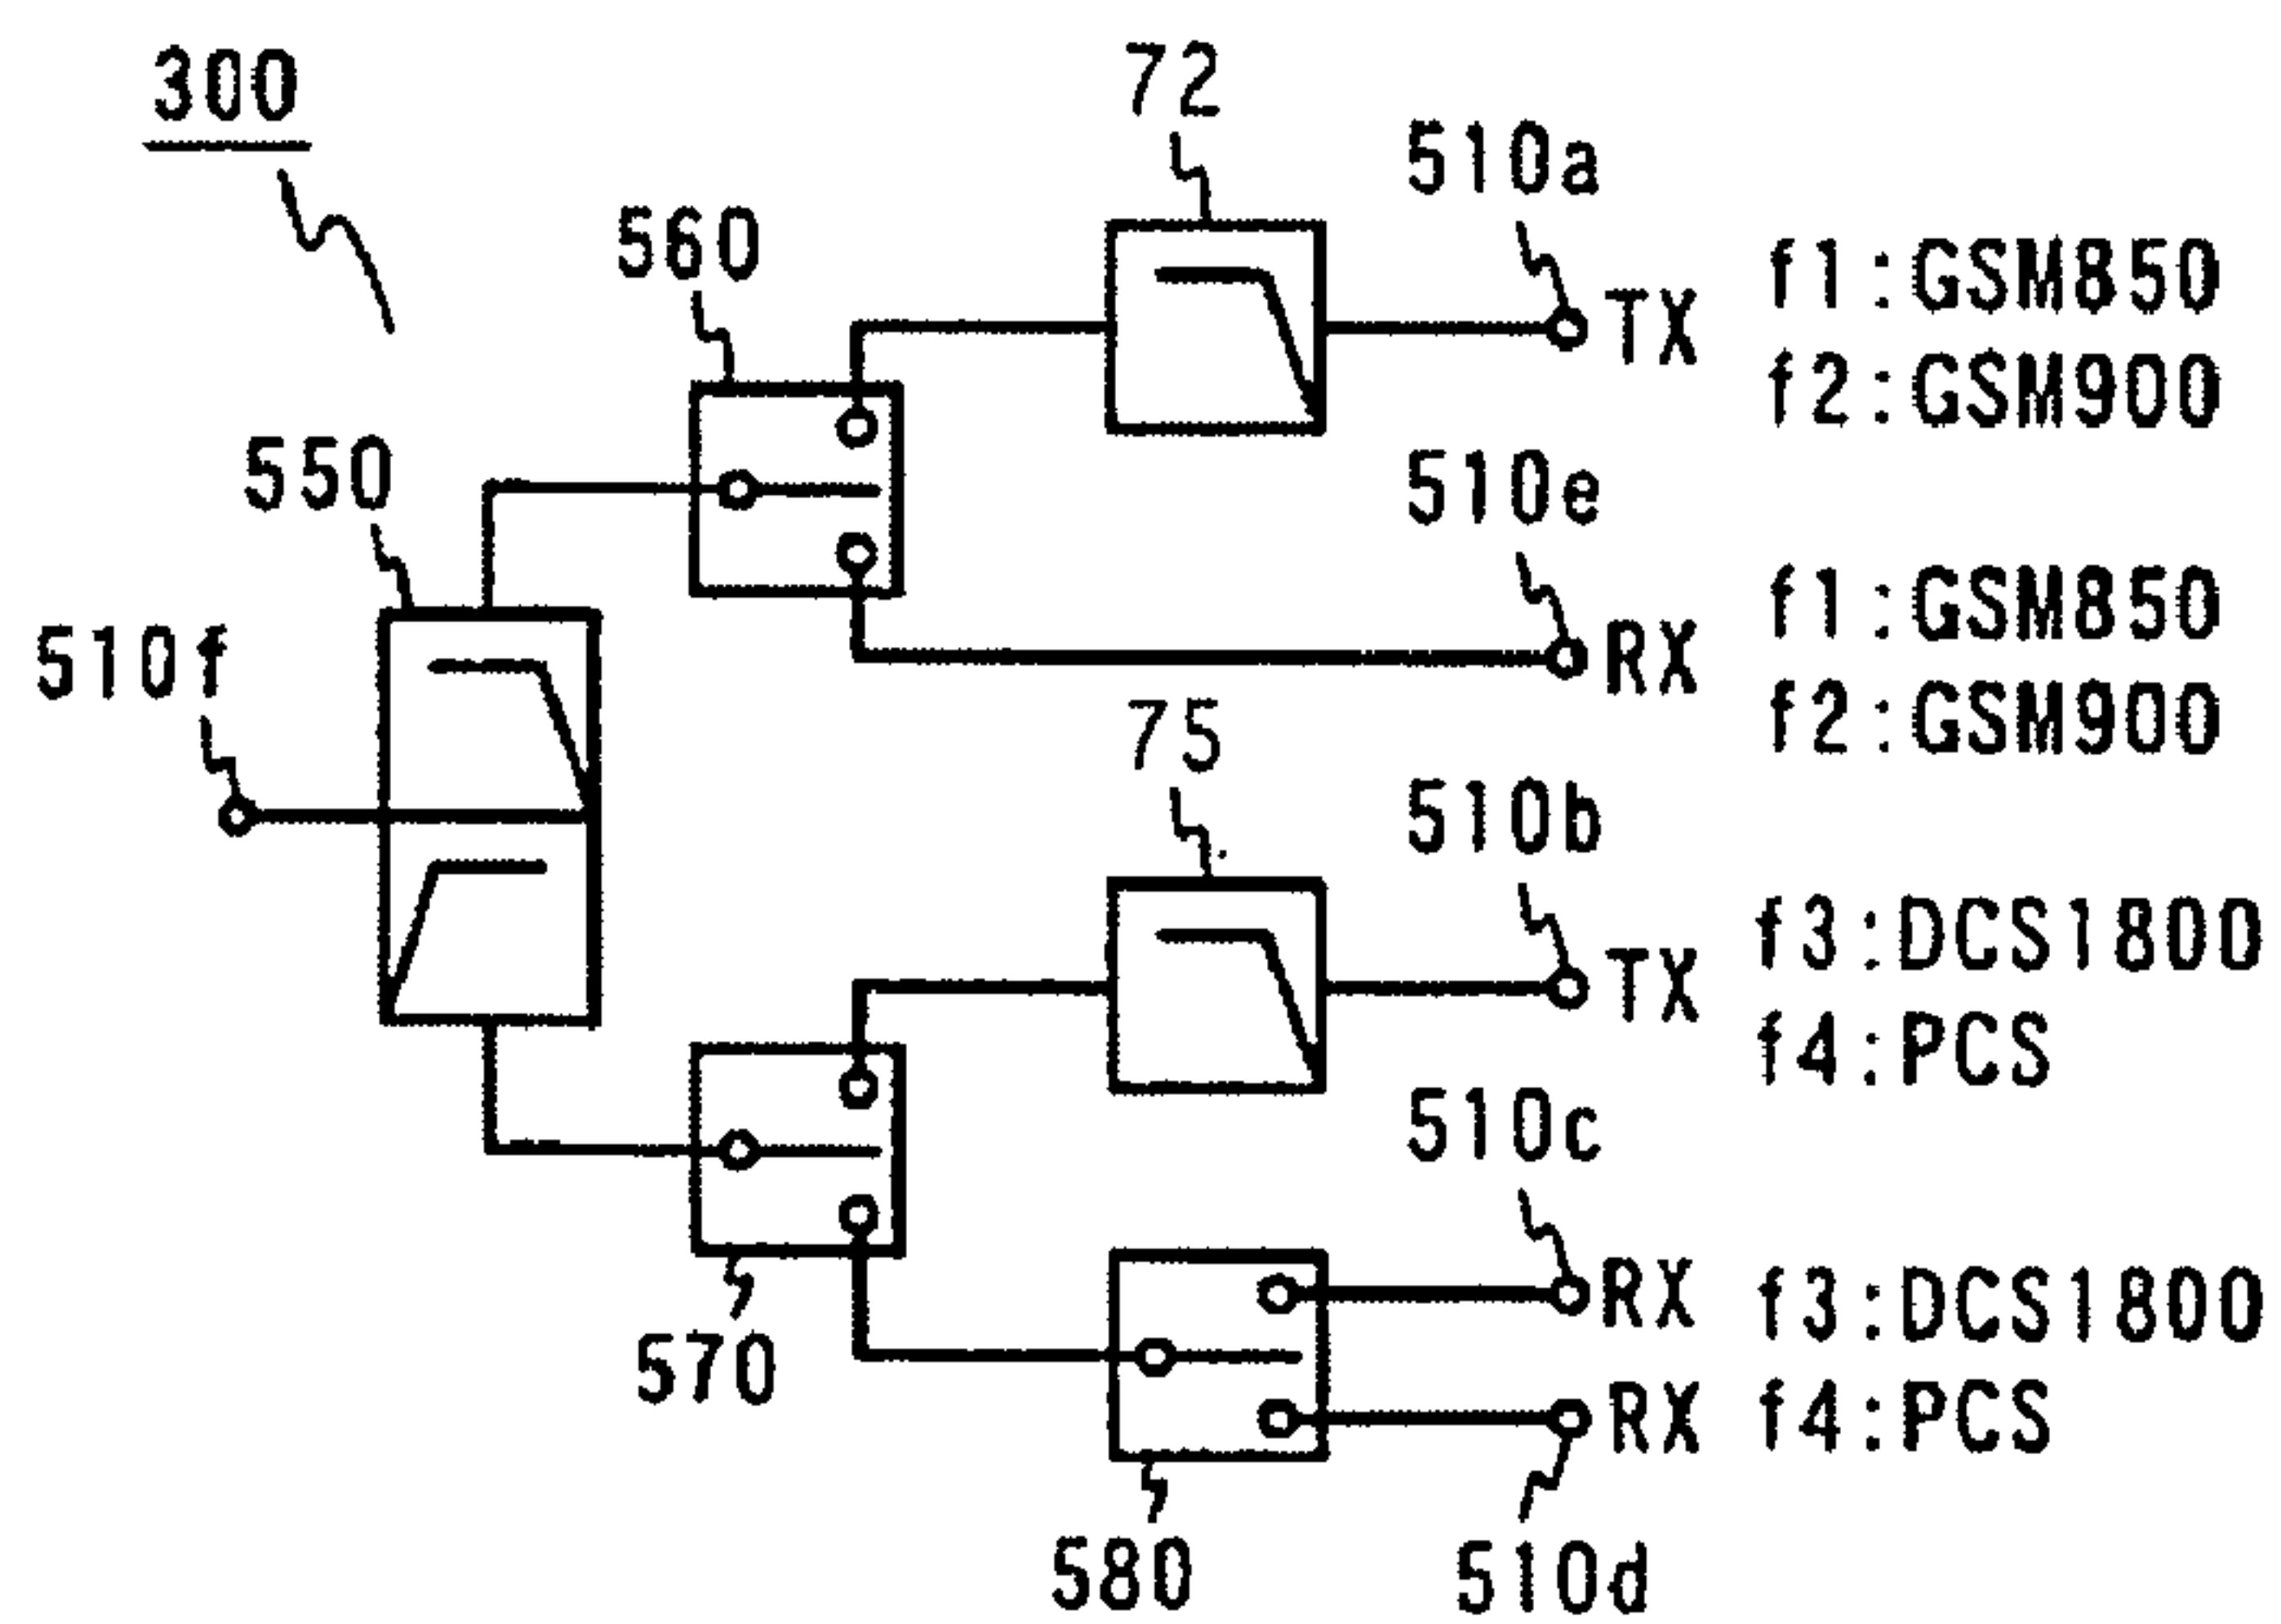 300
72
510a
560
TX
f1:GSM850
f2:GSM900
550
510e
510f
RX
f1:GSM850
f2:GSM900
75
510b
TX
f3:DCS1800
f4:PCS
510c
570
RX
f3:DCS1800
RX
f4:PCS
580
510d